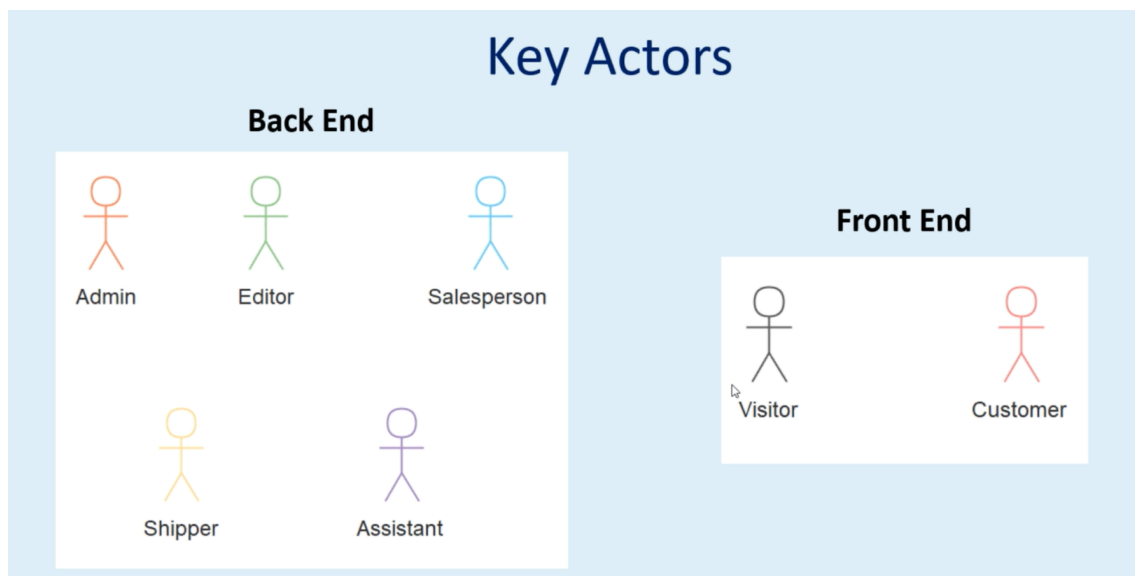 Key Actors
Back End
Admin
Editor
Salesperson
Shipper
Assistant
Front End
Visitor
Customer